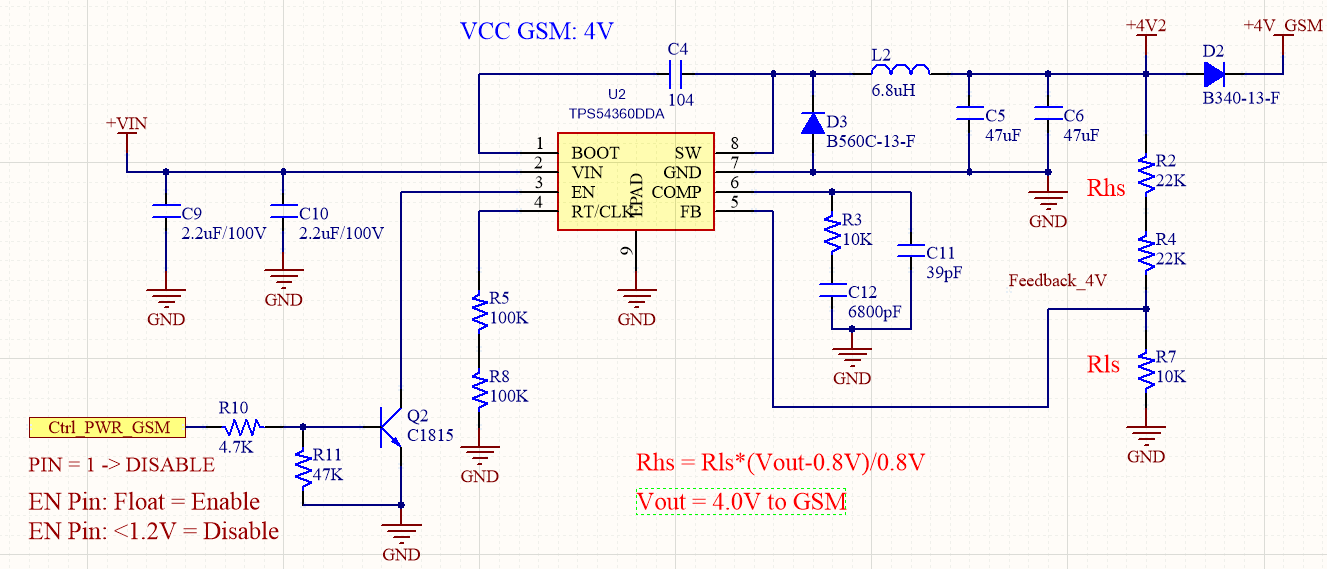 VCC GSM: 4V
+4V2
+4V_GSM
C4
104
L2
6.8uH
D2
B340-13-F
U2
TPS54360DDA
+VIN
D3
B560C-13-F
C5
47uF
C6
47uF
1
2
3
4
BOOT
VIN
EN
RT/CLK
EPAD
SW
GND
COMP
FB
8
7
6
5
9
C9
2.2uF/100V
GND
C10
2.2uF/100V
GND
GND
R3
10K
C11
39pF
C12
6800pF
GND
GND
Rhs
R2
22K
R4
22K
Feedback_4V
Rls
R7
10K
GND
R5
100K
R8
100K
GND
Ctrl_PWR_GSM
R10
4.7K
R11
47K
Q2
C1815
GND
PIN = 1 -> DISABLE
EN Pin: Float = Enable
EN Pin: <1.2V = Disable
Rhs = Rls*(Vout-0.8V)/0.8V
Vout = 4.0V to GSM